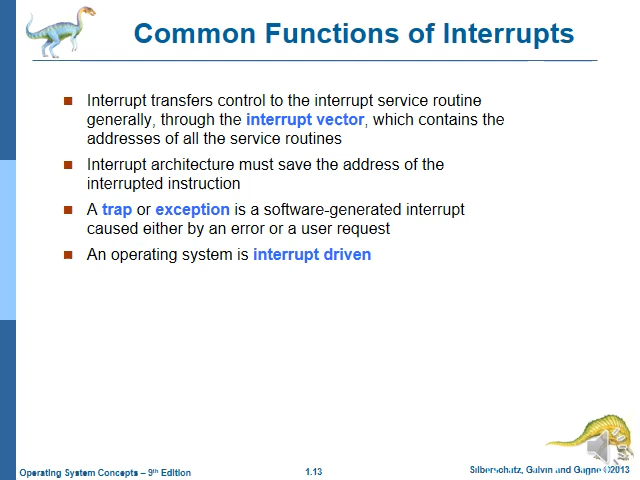 Common Functions of Interrupts
Interrupt transfers control to the interrupt service routine
generally, through the interrupt vector, which contains the
addresses of all the service routines
Interrupt architecture must save the address of the
interrupted instruction
A trap or exception is a software-generated interrupt
caused either by an error or a user request
An operating system is interrupt driven
Operating System Concepts – 9th Edition
1.13
Silberschatz, Galvin and Gagne ©2013